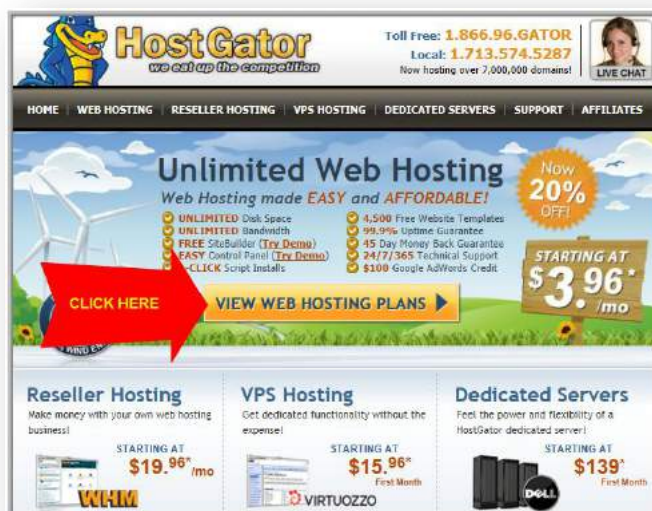 HostGator
we eat up the competition
Toll Free: 1.866.96.GATOR
Local: 1.713.574.5287
Now hosting over 7,000,000 domains!
LIVE CHAT
HOME WEB HOSTING RESELLER HOSTING VPS HOSTING DEDICATED SERVERS SUPPORT AFFILIATES
Unlimited Web Hosting
Web Hosting made EASY and AFFORDABLE!
UNLIMITED Disk Space
UNLIMITED Bandwidth
FREE SiteBuilder (Try Demo)
EASY Control Panel (Try Demo)
-CLICK Script Installs
4,500 Free Website Templates
99.9% Uptime Guarantee
45 Day Money Back Guarantee
24/7/365 Technical Support
$100 Google AdWords Credit
Now
20%
OFF!
STARTING AT
$3.96*
/mo
CLICK HERE
VIEW WEB HOSTING PLANS
Reseller Hosting
Make money with your own web hosting
business!
STARTING AT
$19.96*/mo
WHM
VPS Hosting
Get dedicated functionality without the
expense!
STARTING AT
$15.96*
First Month
VIRTUOZZO
Dedicated Servers
Feel the power and flexibility of a
HostGator dedicated server!
STARTING AT
$139*
First Month
DELL